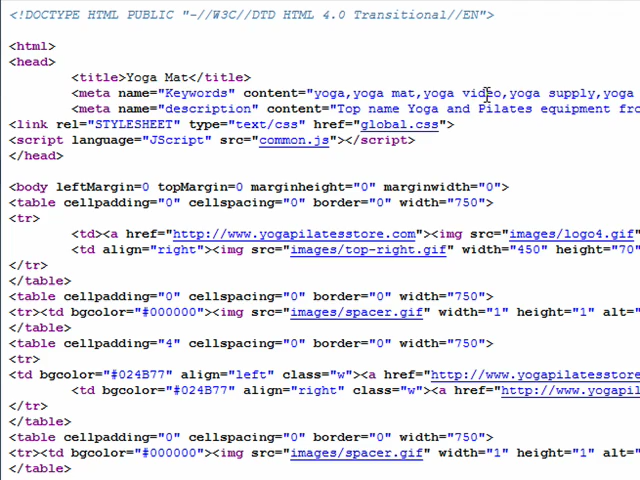 <!DOCTYPE HTML PUBLIC "-//W3C//DTD HTML 4.0 Transitional//EN">
<html>
<head>
<title>Yoga Mat</title>
<meta name="Keywords" content="yoga,yoga mat,yoga video,yoga supply,yoga
<meta name="description" content="Top name Yoga and Pilates equipment fro
<link rel="STYLESHEET" type="text/css" href="global.css">
<script language="JScript" src="common.js"></script>
</head>
<body leftMargin=0 topMargin=0 marginheight="0" marginwidth="0">
<table cellpadding="0" cellspacing="0" border="0" width="750">
<tr>
<td><a href="http://www.yogapilatesstore.com"><img src="images/logo4.gif"
<td align="right"><img src="images/top-right.gif" width="450" height="70"
</tr>
</table>
<table cellpadding="0" cellspacing="0" border="0" width="750">
<tr><td bgcolor="#000000"><img src="images/spacer.gif" width="1" height="1" alt="
</table>
<table cellpadding="4" cellspacing="0" border="0" width="750">
<tr>
<td bgcolor="#024B77" align="left" class="w"><a href="http://www.yogapilatesstore
<td bgcolor="#024B77" align="right" class="w"><a href="http://www.yogapil
</tr>
</table>
<table cellpadding="0" cellspacing="0" border="0" width="750">
<tr><td bgcolor="#000000"><img src="images/spacer.gif" width="1" height="1" alt="
</table>